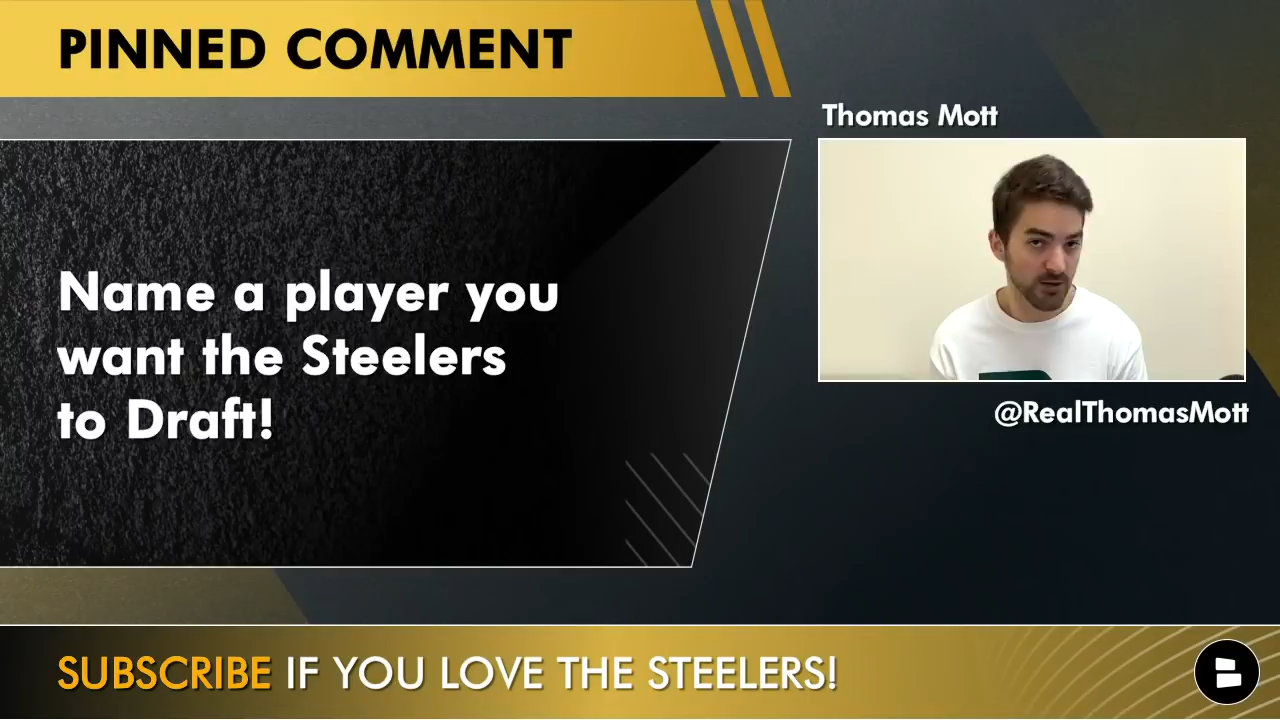 PINNED COMMENT
Thomas Mott
Name a player you
want the Steelers
to Draft!
@RealThomasMott
SUBSCRIBE IF YOU LOVE THE STEELERS!